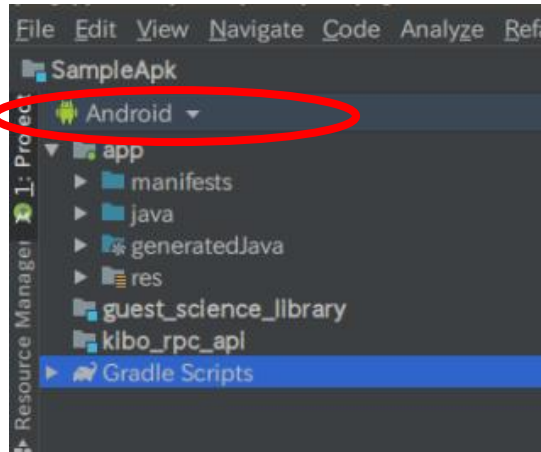 File Edit View Navigate Code Analyze Refa
SampleApk
Android
app
manifests
java
generatedJava
res
guest_science_library
kibo_rpc_api
Gradle Scripts
1: Project
Resource Manager